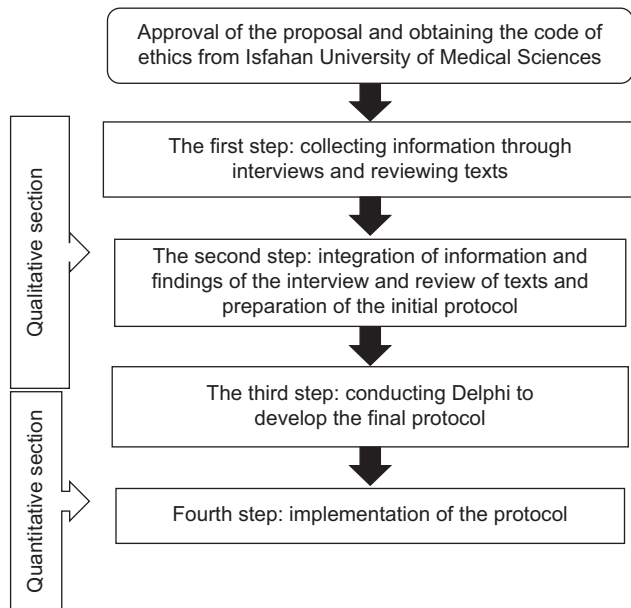 Approval of the proposal and obtaining the code of
ethics from Isfahan University of Medical Sciences
Qualitative section
The first step: collecting information through
interviews and reviewing texts
The second step: integration of information and
findings of the interview and review of texts and
preparation of the initial protocol
The third step: conducting Delphi to
develop the final protocol
Quantitative section
Fourth step: implementation of the protocol